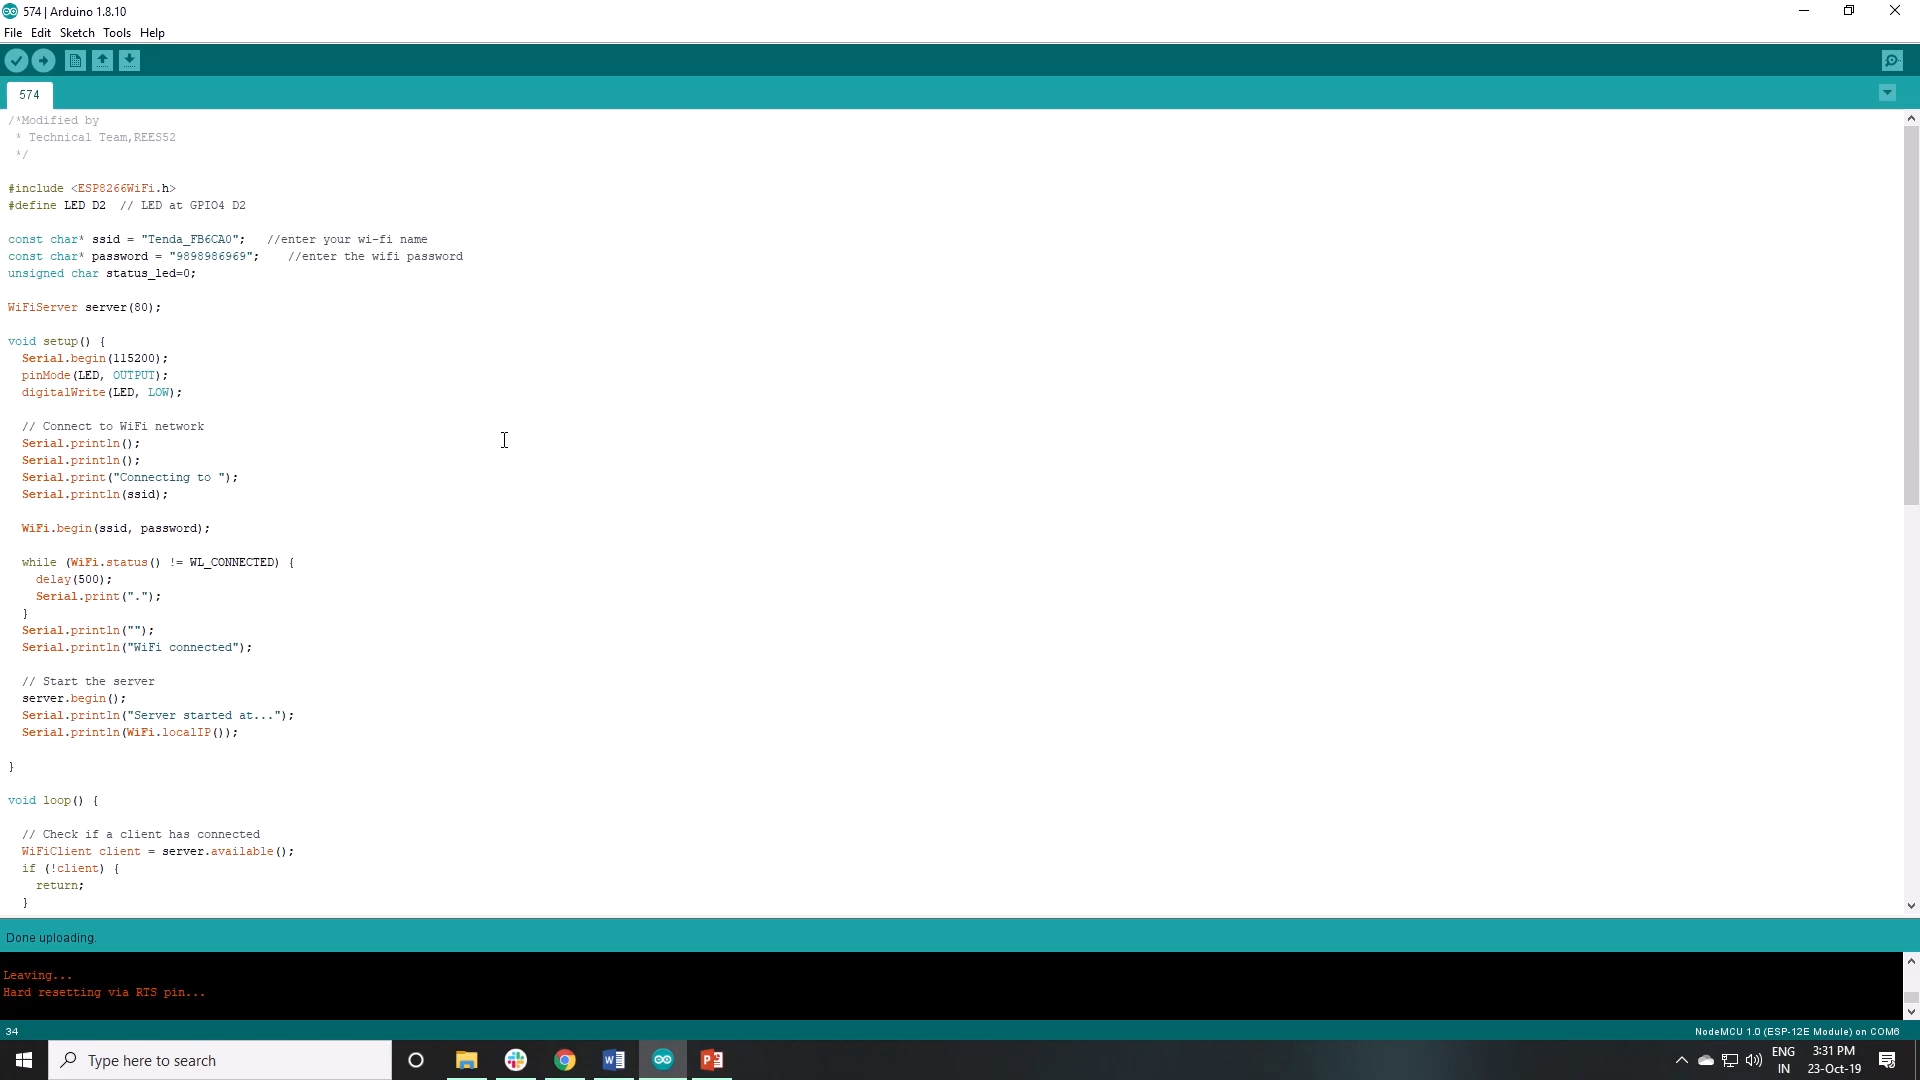 574 | Arduino 1.8.10
File Edit Sketch Tools Help
574
/*Modified by
* Technical Team,REES52
*/
#include <ESP8266WiFi.h>
#define LED D2 // LED at GPIO4 D2
const char* ssid = "Tenda_FB6CA0"; //enter your wi-fi name
const char* password = "9898986969"; //enter the wifi password
unsigned char status_led=0;
WiFiServer server(80);
void setup() {
Serial.begin(115200);
pinMode(LED, OUTPUT);
digitalWrite(LED, LOW);
// Connect to WiFi network
Serial.println();
Serial.println();
Serial.print("Connecting to ");
Serial.println(ssid);
WiFi.begin(ssid, password);
while (WiFi.status() != WL_CONNECTED) {
delay(500);
Serial.print(".");
}
Serial.println("");
Serial.println("WiFi connected");
// Start the server
server.begin();
Serial.println("Server started at...");
Serial.println(WiFi.localIP());
}
void loop() {
// Check if a client has connected
WiFiClient client = server.available();
if (!client) {
return;
}
Done uploading.
Leaving...
Hard resetting via RTS pin...
34
NodeMCU 1.0 (ESP-12E Module) on COM6
Type here to search
ENG
IN
3:31 PM
23-Oct-19